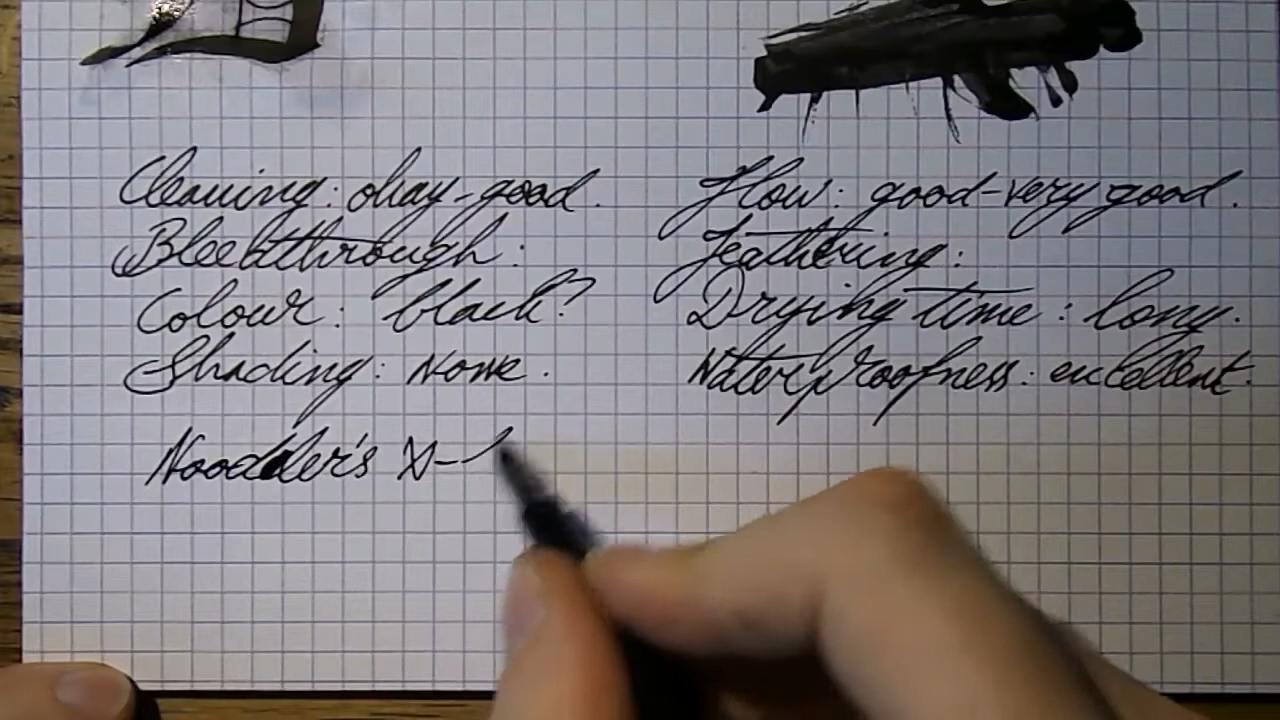 Cleaning: okay-good. Flow: good-very good.
Bleedthrough: Feathering:
Colour: black? Drying time: long.
Shading: None. Waterproofness: excellent.
Noodler's X-